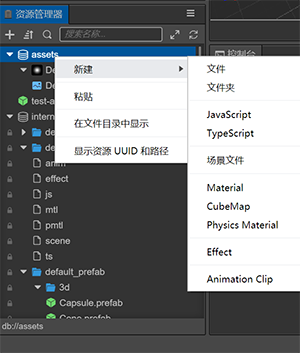 资源管理器
搜索名称...
assets
De
De
test-a
intern
de
de
anim
effect
js
mtl
pmtl
scene
ts
default_prefab
3d
Capsule.prefab
Cone.prefab
db://assets
新建
粘贴
在文件目录中显示
显示资源 UUID 和路径
控制台
文件
文件夹
JavaScript
TypeScript
场景文件
Material
CubeMap
Physics Material
Effect
Animation Clip